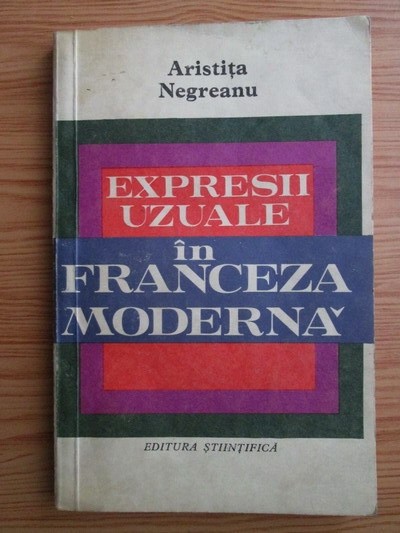 Aristița
Negreanu
EXPRESII
UZUALE
în
FRANCEZA
MODERNĂ
EDITURA ȘTIINȚIFICĂ